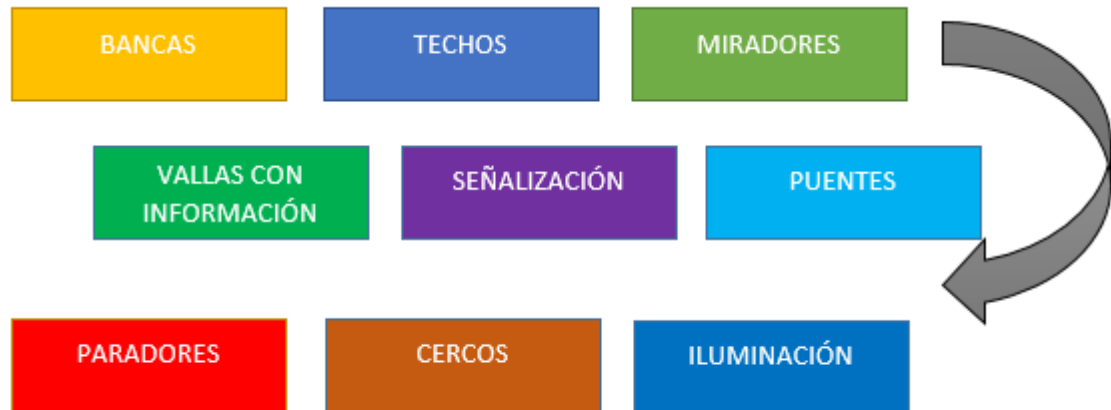 BANCAS
TECHOS
MIRADORES
VALLAS CON
INFORMACIÓN
SEÑALIZACIÓN
PUENTES
PARADORES
CERCOS
ILUMINACIÓN